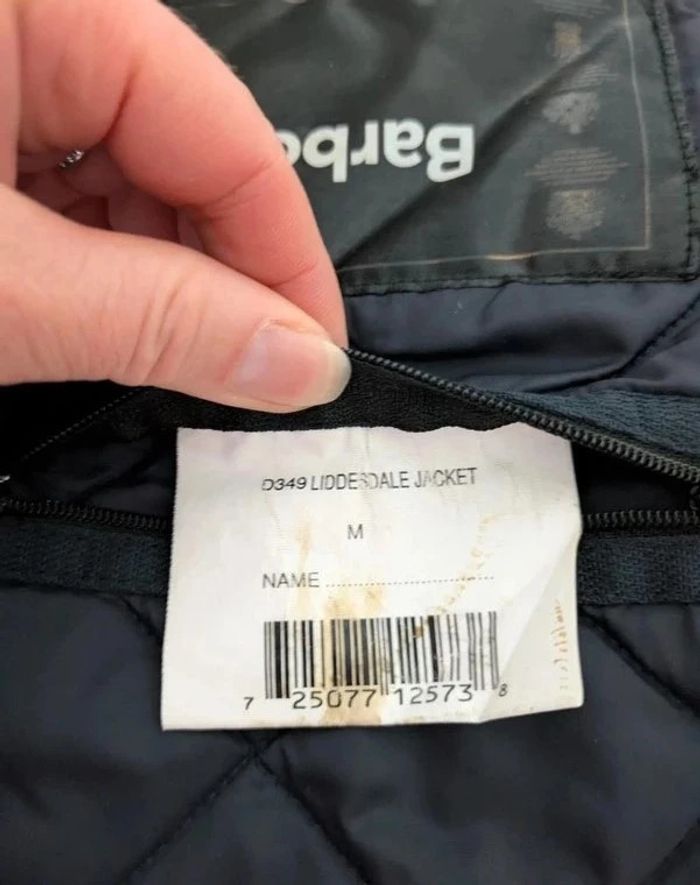 Barbo
D349 LIDDESDALE JACKET
M
NAME ................................
7 25077 12573 8